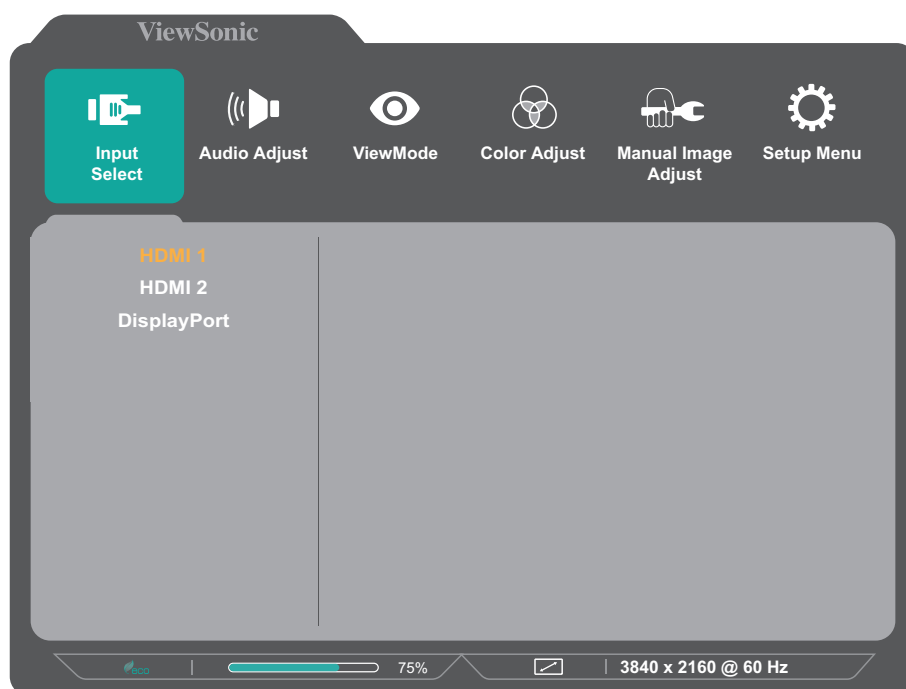 ViewSonic
Input Select
Audio Adjust
ViewMode
Color Adjust
Manual Image Adjust
Setup Menu
HDMI 1
HDMI 2
DisplayPort
eco
75%
3840 x 2160 @ 60 Hz